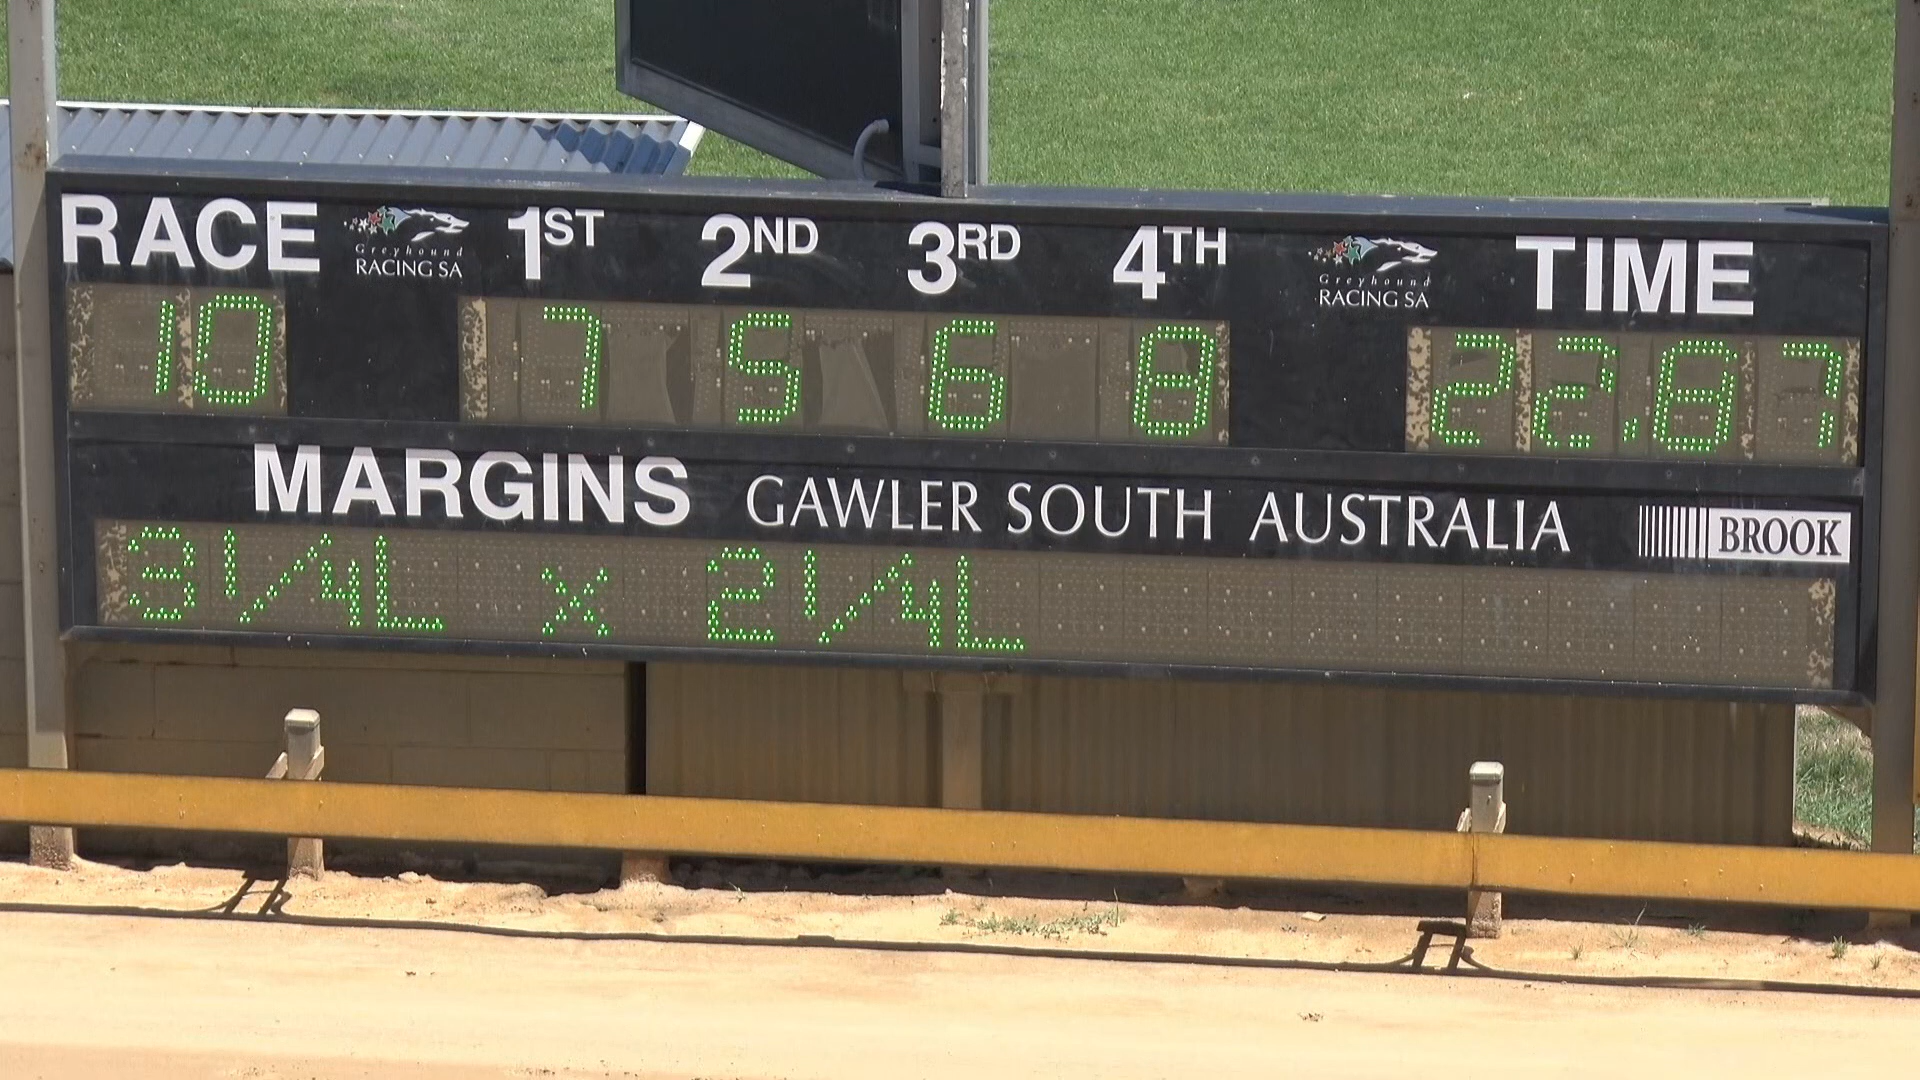 RACE Greyhound RACING SA 1ST 2ND 3RD 4TH Greyhound RACING SA TIME
10 7 5 6 8 22.87
MARGINS GAWLER SOUTH AUSTRALIA BROOK
3 1/4L x 2 1/4L